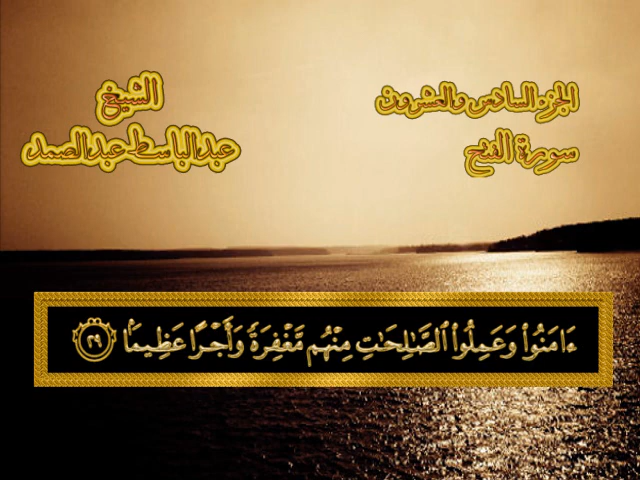 الجزء السادس والعشرون
سورة الفتح
الشيخ
عبدالباسط عبدالصمد
ءَامَنُوا۟ وَعَمِلُوا۟ ٱلصَّـٰلِحَـٰتِ مِنْهُم مَّغْفِرَةً وَأَجْرًا عَظِيمًۢا ٢٩